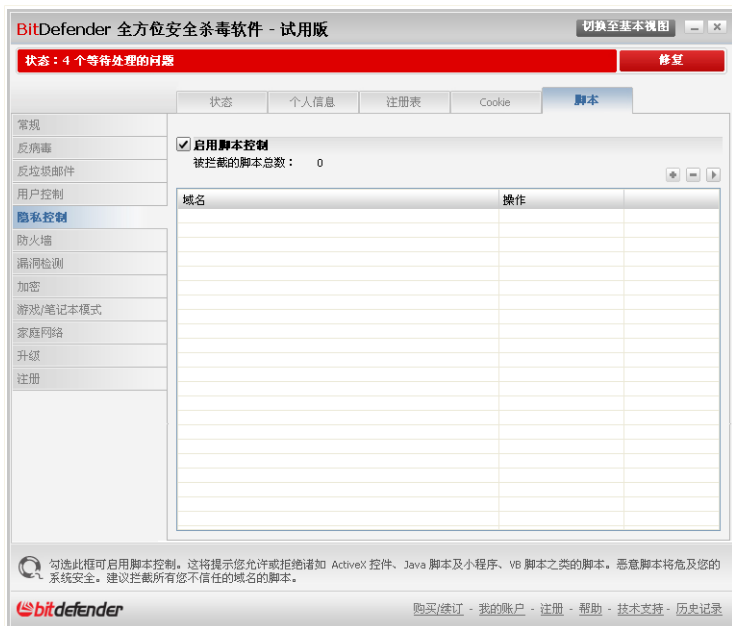 BitDefender 全方位安全杀毒软件 - 试用版
切换至基本视图
状态：4 个等待处理的问题
修复
状态
个人信息
注册表
Cookie
脚本
常规
反病毒
反垃圾邮件
用户控制
隐私控制
防火墙
漏洞检测
加密
游戏/笔记本模式
家庭网络
升级
注册
启用脚本控制
被拦截的脚本总数： 0
域名
操作
勾选此框可启用脚本控制。这将提示您允许或拒绝诸如 ActiveX 控件、Java 脚本及小程序、VB 脚本之类的脚本。恶意脚本将危及您的
系统安全。建议拦截所有您不信任的域名的脚本。
bitdefender
购买/续订 - 我的账户 - 注册 - 帮助 - 技术支持 - 历史记录